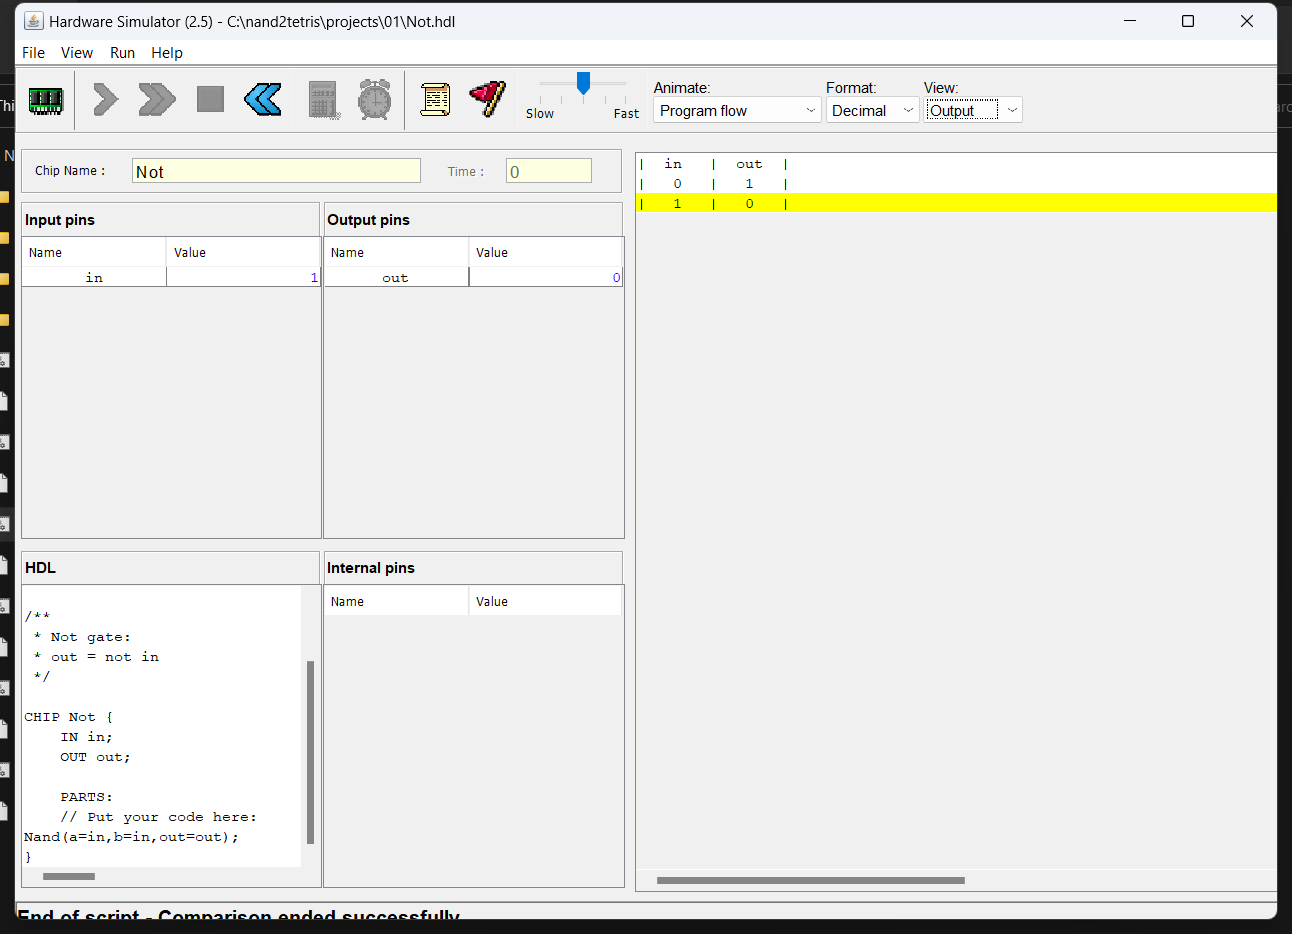 Hardware Simulator (2.5) - C:\nand2tetris\projects\01\Not.hdl
File View Run Help
Slow Fast
Animate: Format: View:
Program flow Decimal Output
Chip Name : Not Time : 0
Input pins Output pins
Name Value Name Value
in 1 out 0
| in | out |
| 0 | 1 |
| 1 | 0 |
HDL Internal pins
Name Value
/**
* Not gate:
* out = not in
*/
CHIP Not {
IN in;
OUT out;
PARTS:
// Put your code here:
Nand(a=in,b=in,out=out);
}
End of script - Comparison ended successfully